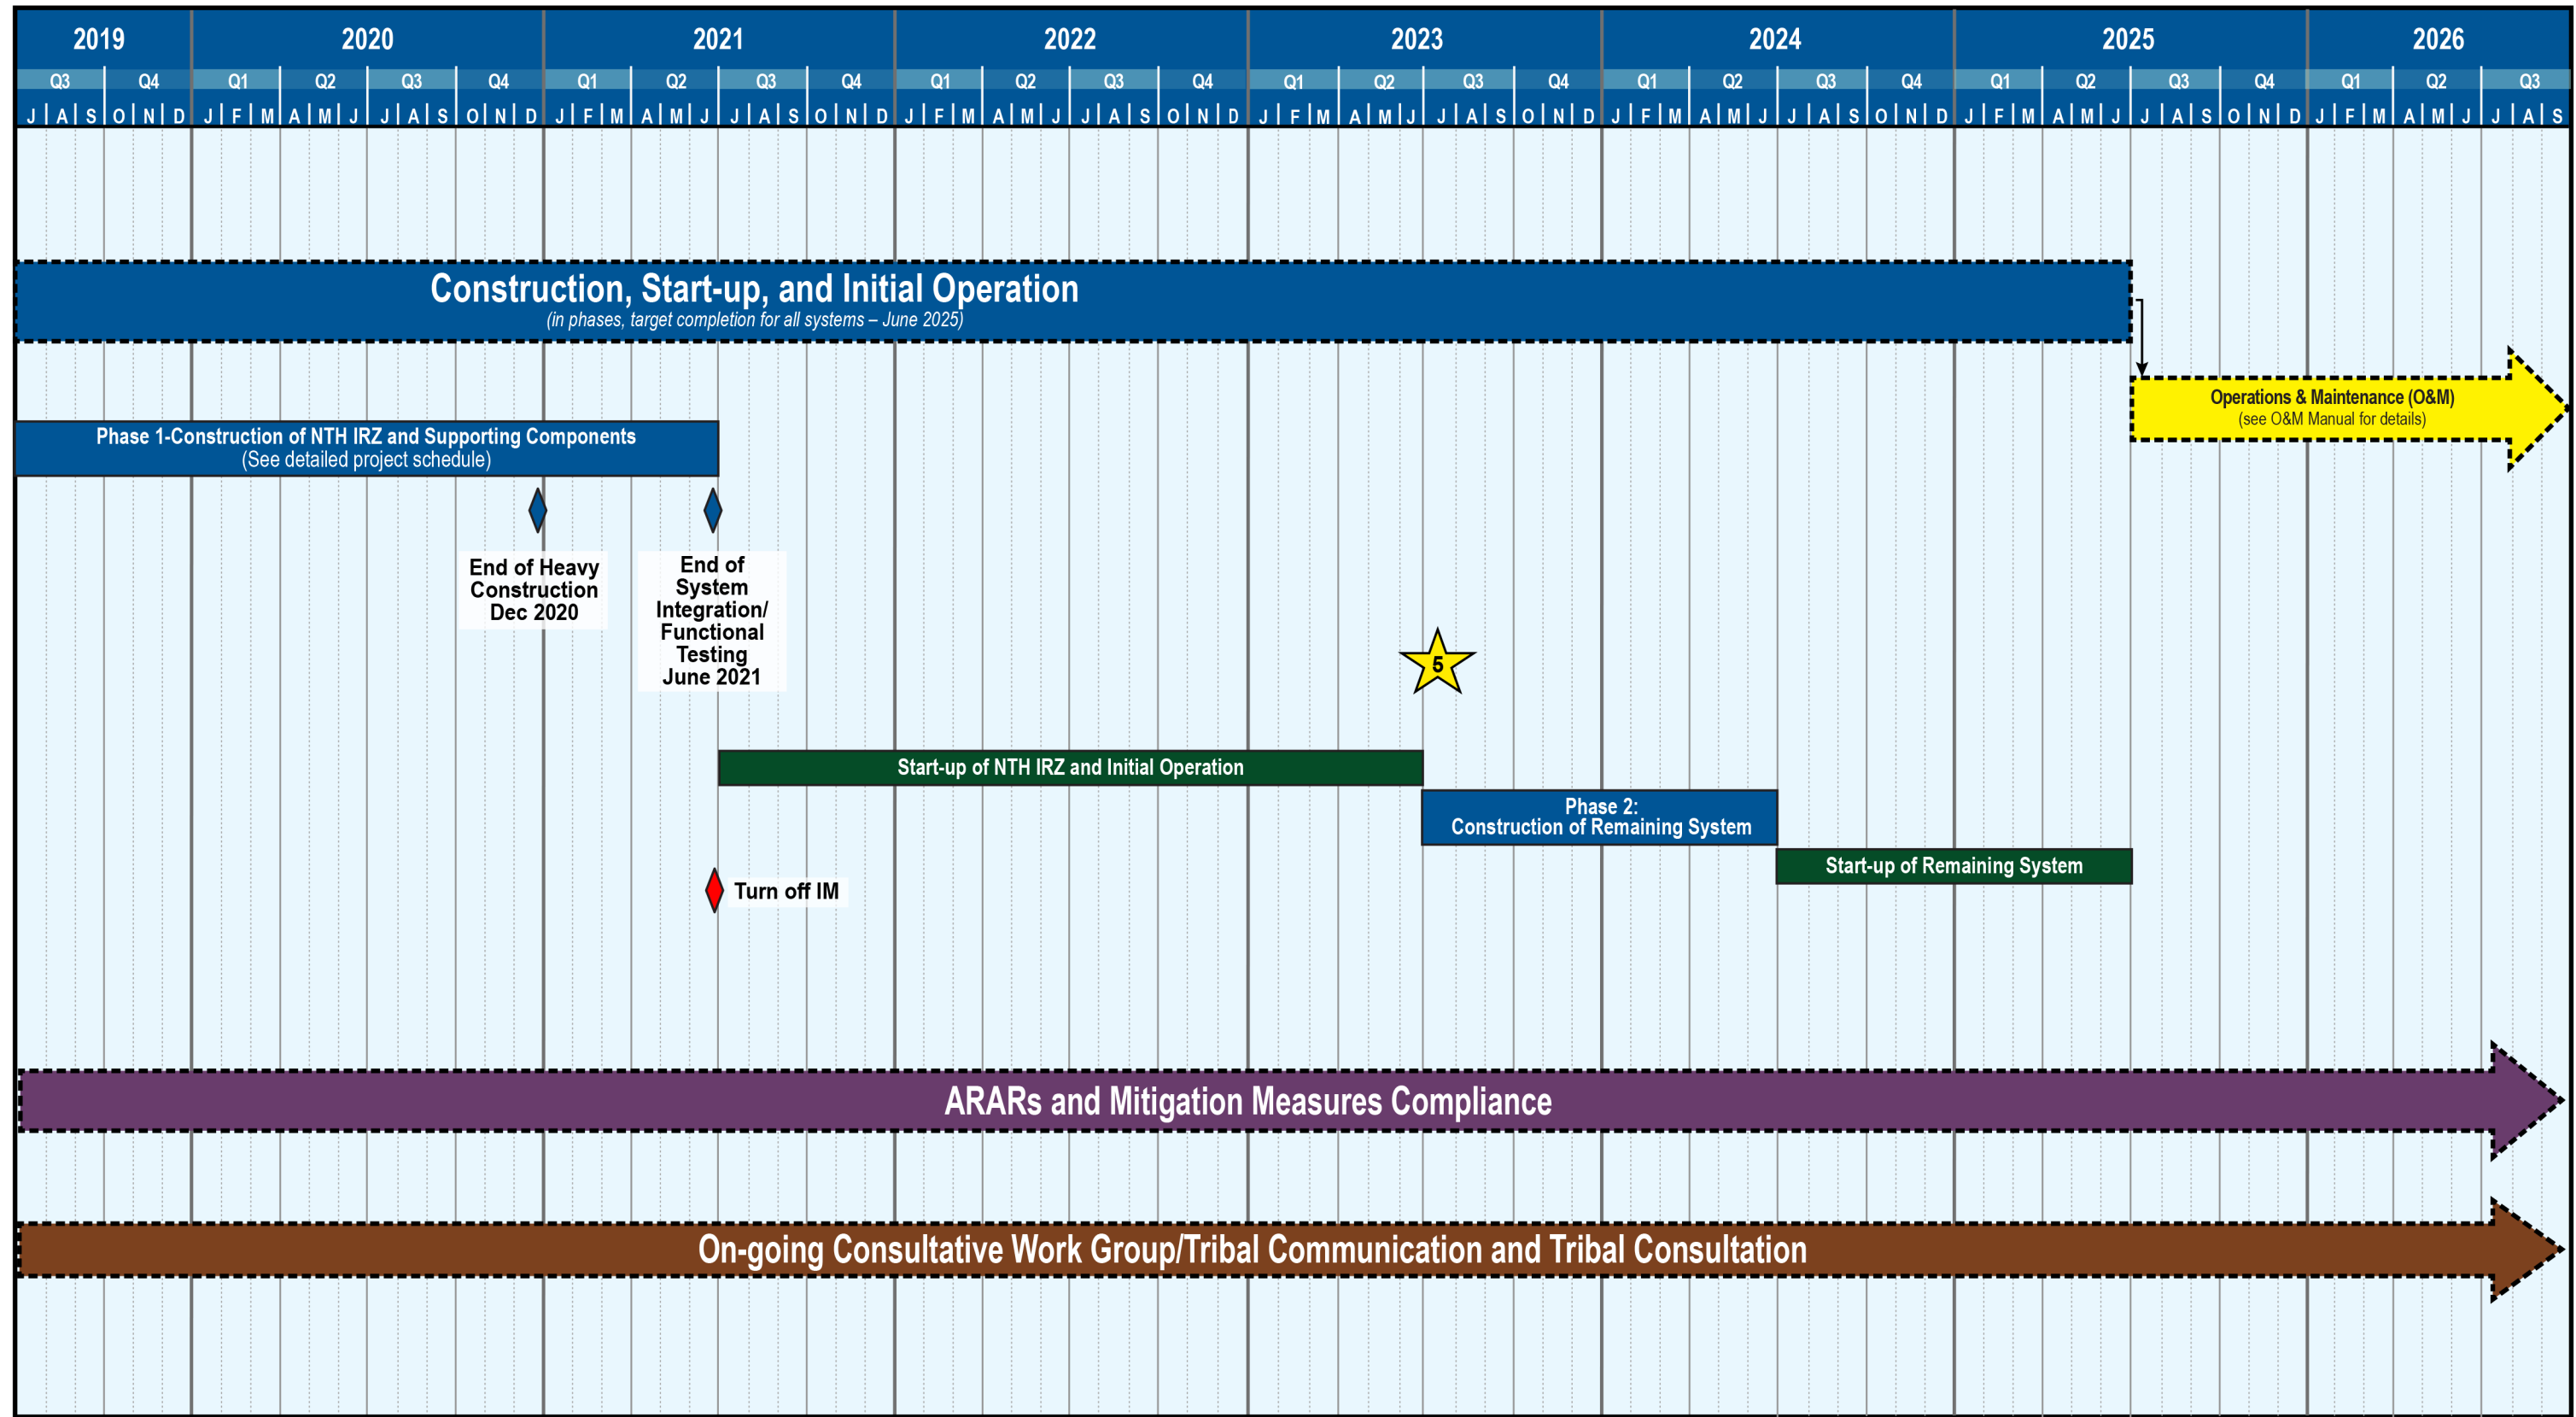 2019 2020 2021 2022 2023 2024 2025 2026
Q3 Q4 Q1 Q2 Q3 Q4 Q1 Q2 Q3 Q4 Q1 Q2 Q3 Q4 Q1 Q2 Q3 Q4 Q1 Q2 Q3 Q4 Q1 Q2 Q3 Q4 Q1 Q2 Q3
J A S O N D J F M A M J J A S O N D J F M A M J J A S O N D J F M A M J J A S O N D J F M A M J J A S O N D J F M A M J J A S O N D J F M A M J J A S O N D J F M A M J J A S
Construction, Start-up, and Initial Operation
(in phases, target completion for all systems – June 2025)
Operations & Maintenance (O&M)
(see O&M Manual for details)
Phase 1-Construction of NTH IRZ and Supporting Components
(See detailed project schedule)
End of Heavy
Construction
Dec 2020
End of
System
Integration/
Functional
Testing
June 2021
5
Start-up of NTH IRZ and Initial Operation
Phase 2:
Construction of Remaining System
Start-up of Remaining System
Turn off IM
ARARs and Mitigation Measures Compliance
On-going Consultative Work Group/Tribal Communication and Tribal Consultation